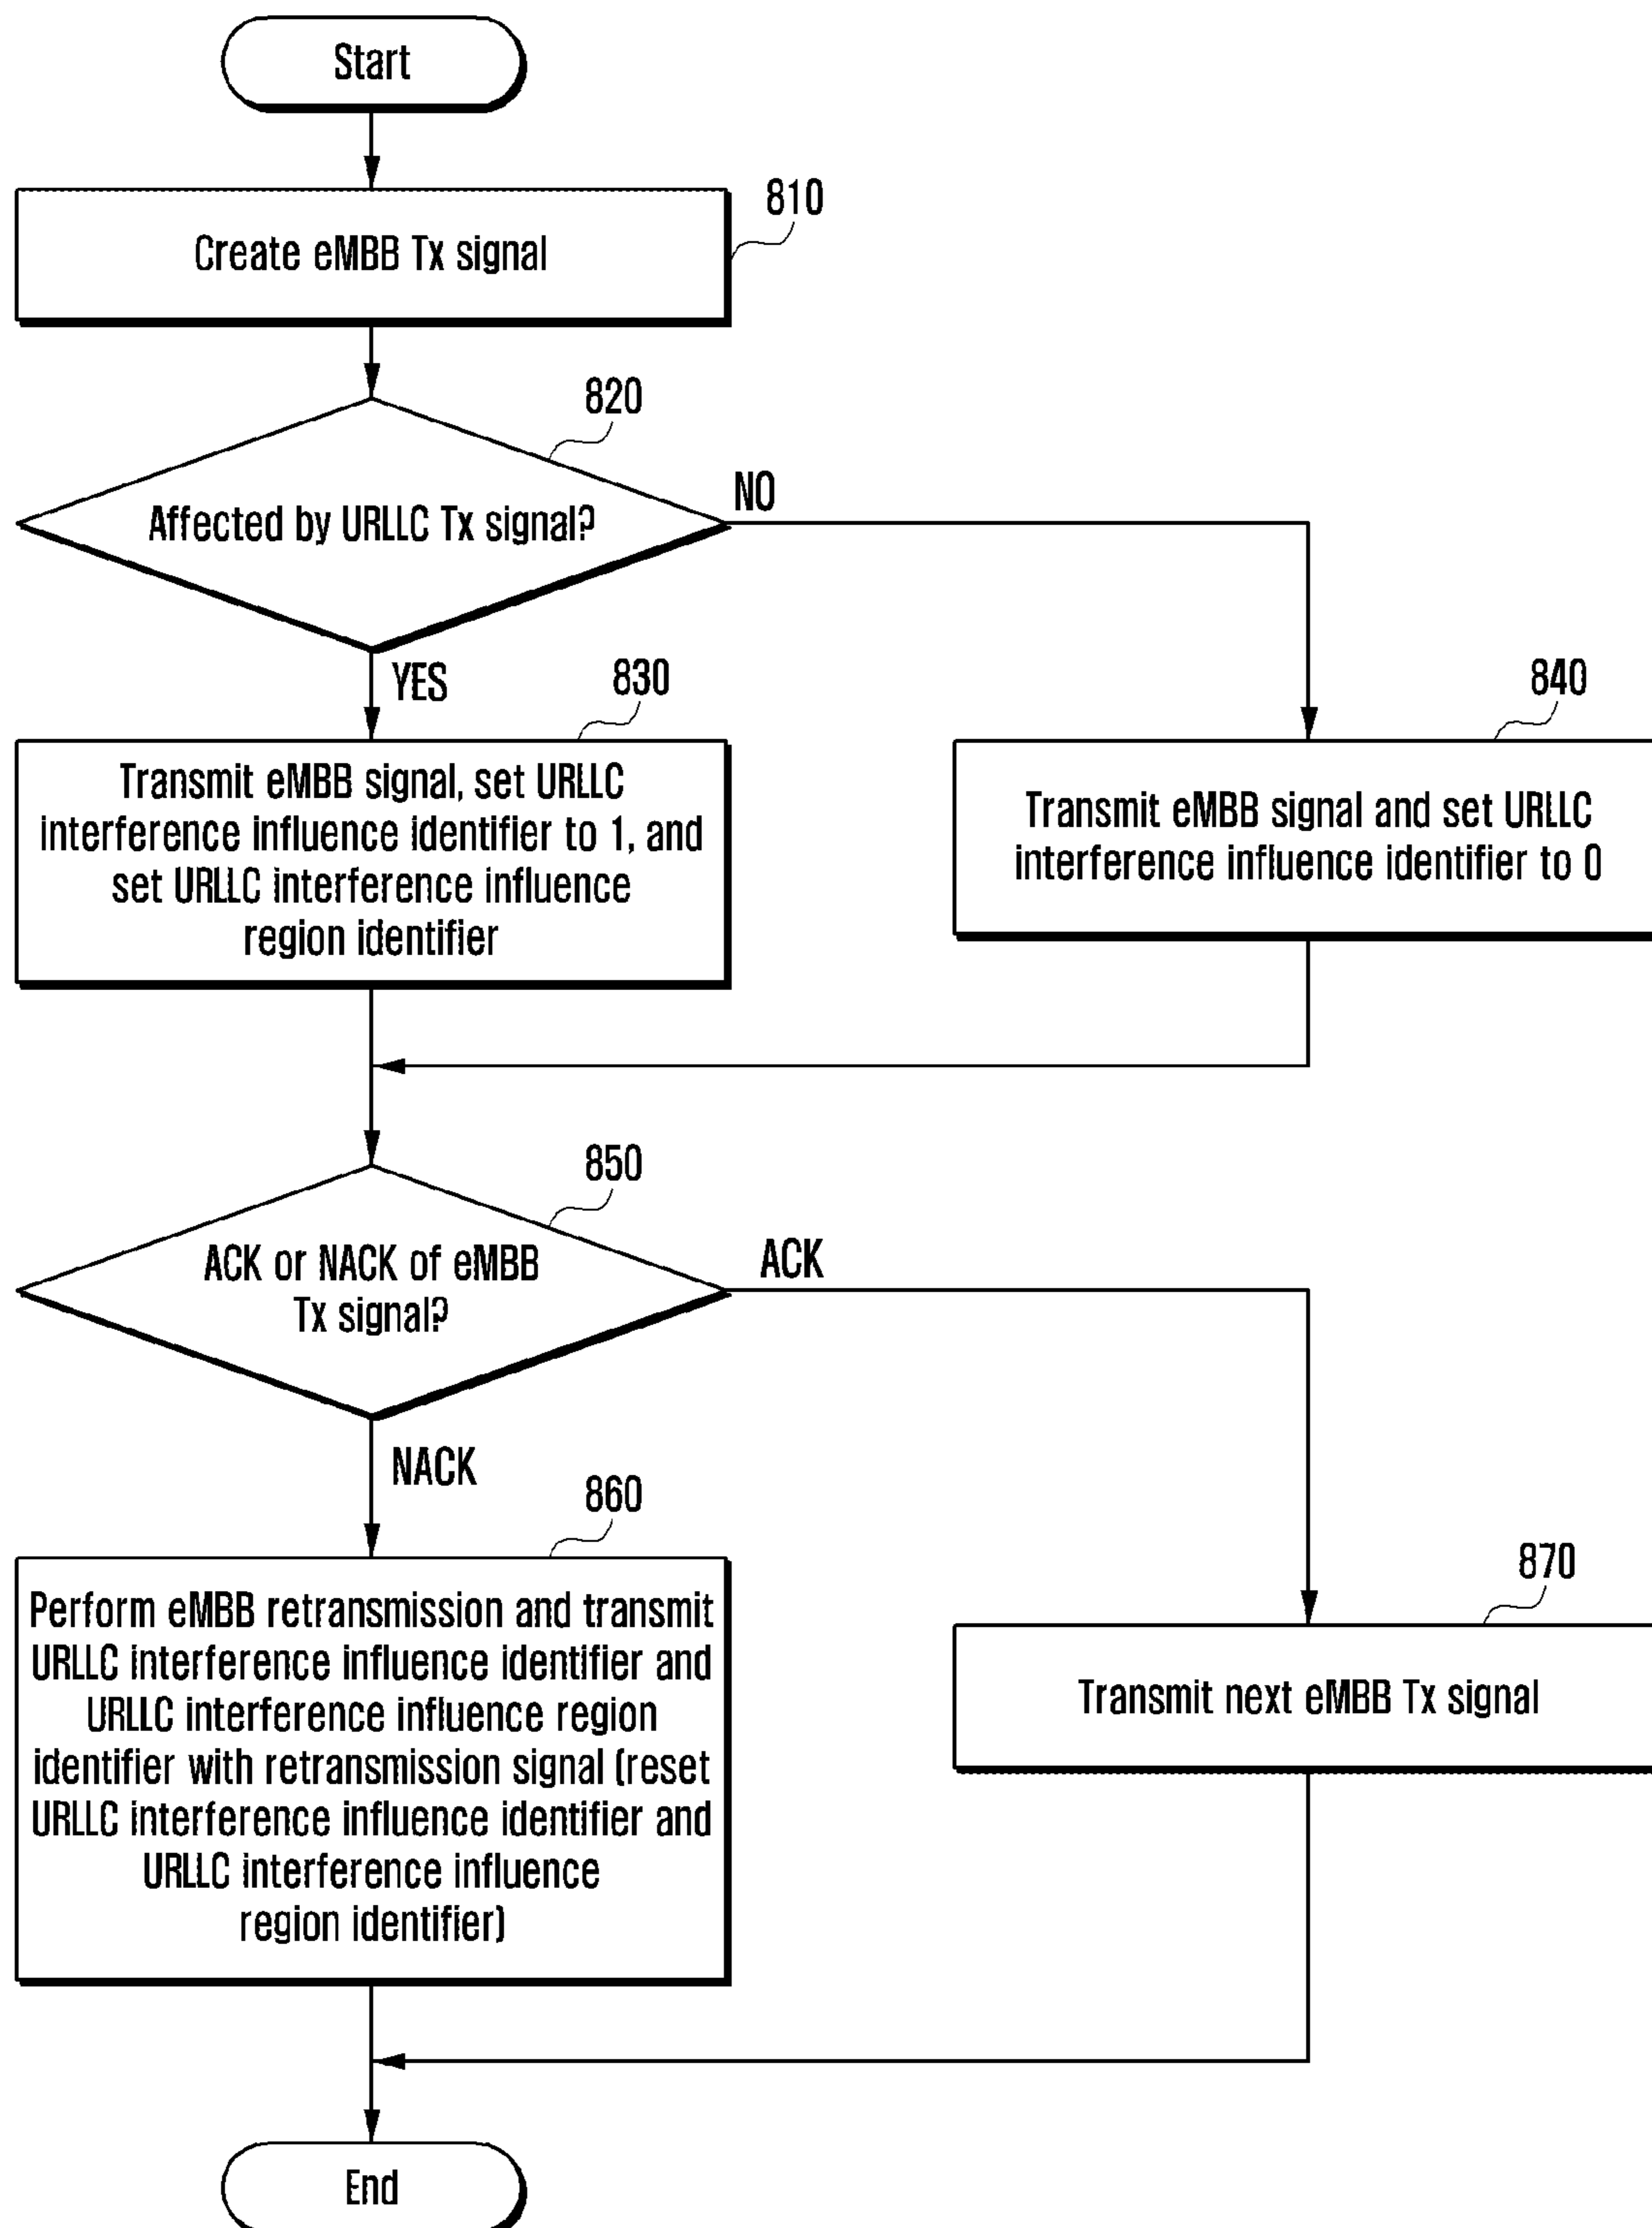 Start
810
Create eMBB Tx signal
820
Affected by URLLC Tx signal?
NO
YES
830
840
Transmit eMBB signal, set URLLC
interference influence identifier to 1, and
set URLLC interference influence
region identifier
Transmit eMBB signal and set URLLC
interference influence identifier to 0
850
ACK or NACK of eMBB
Tx signal?
ACK
NACK
860
870
Perform eMBB retransmission and transmit
URLLC interference influence identifier and
URLLC interference influence region
identifier with retransmission signal (reset
URLLC interference influence identifier and
URLLC interference influence
region identifier)
Transmit next eMBB Tx signal
End